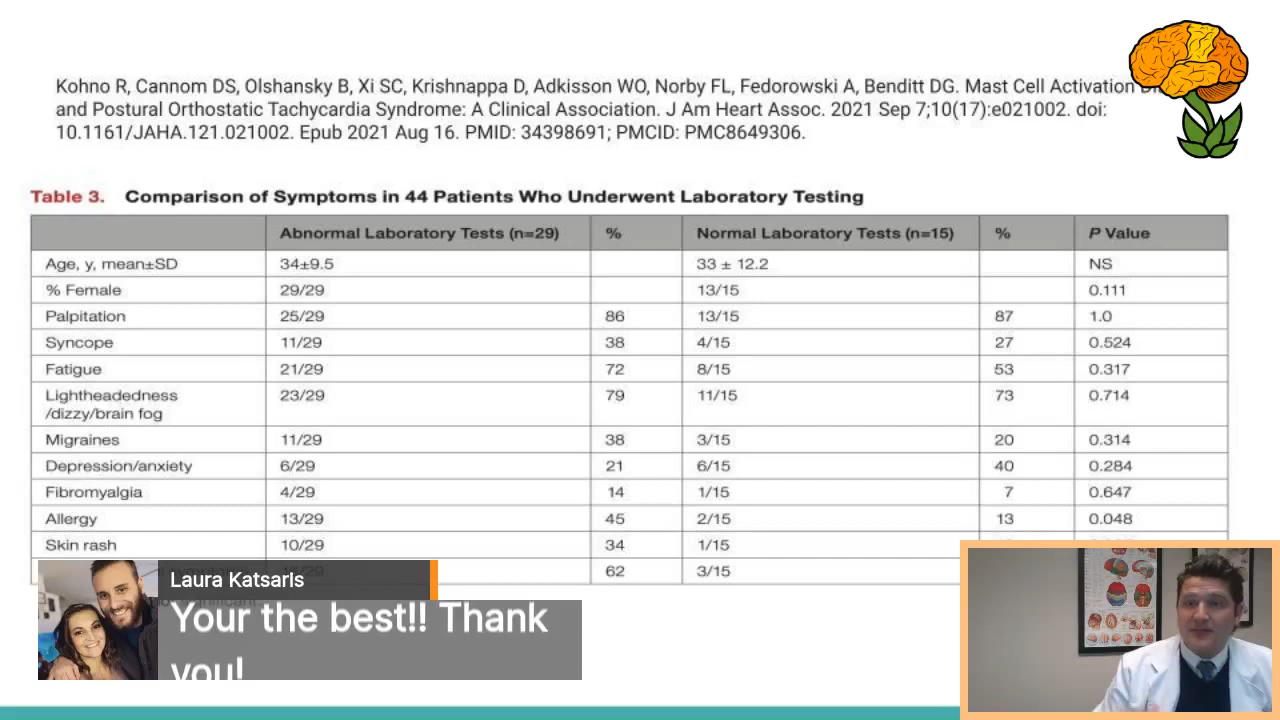 Kohno R, Cannom DS, Olshansky B, Xi SC, Krishnappa D, Adkisson WO, Norby FL, Fedorowski A, Benditt DG. Mast Cell Activation
and Postural Orthostatic Tachycardia Syndrome: A Clinical Association. J Am Heart Assoc. 2021 Sep 7;10(17):e021002. doi:
10.1161/JAHA.121.021002. Epub 2021 Aug 16. PMID: 34398691; PMCID: PMC8649306.
Table 3. Comparison of Symptoms in 44 Patients Who Underwent Laboratory Testing
Abnormal Laboratory Tests (n=29) % Normal Laboratory Tests (n=15) % P Value
Age, y, mean±SD 34±9.5 33 ± 12.2 NS
% Female 29/29 13/15 0.111
Palpitation 25/29 86 13/15 87 1.0
Syncope 11/29 38 4/15 27 0.524
Fatigue 21/29 72 8/15 53 0.317
Lightheadedness 23/29 79 11/15 73 0.714
/dizzy/brain fog
Migraines 11/29 38 3/15 20 0.314
Depression/anxiety 6/29 21 6/15 40 0.284
Fibromyalgia 4/29 14 1/15 7 0.647
Allergy 13/29 45 2/15 13 0.048
Skin rash 10/29 34 1/15
62 3/15
Laura Katsaris
Your the best!! Thank
you!